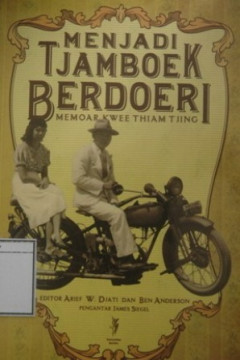 MENJADI
TJAMBOEK
BERDOERI
MEMOAR KWEE THIAM TJING
EDITOR ARIEF W. DJATI DAN BEN ANDERSON
PENGANTAR JAMES SIEGEL